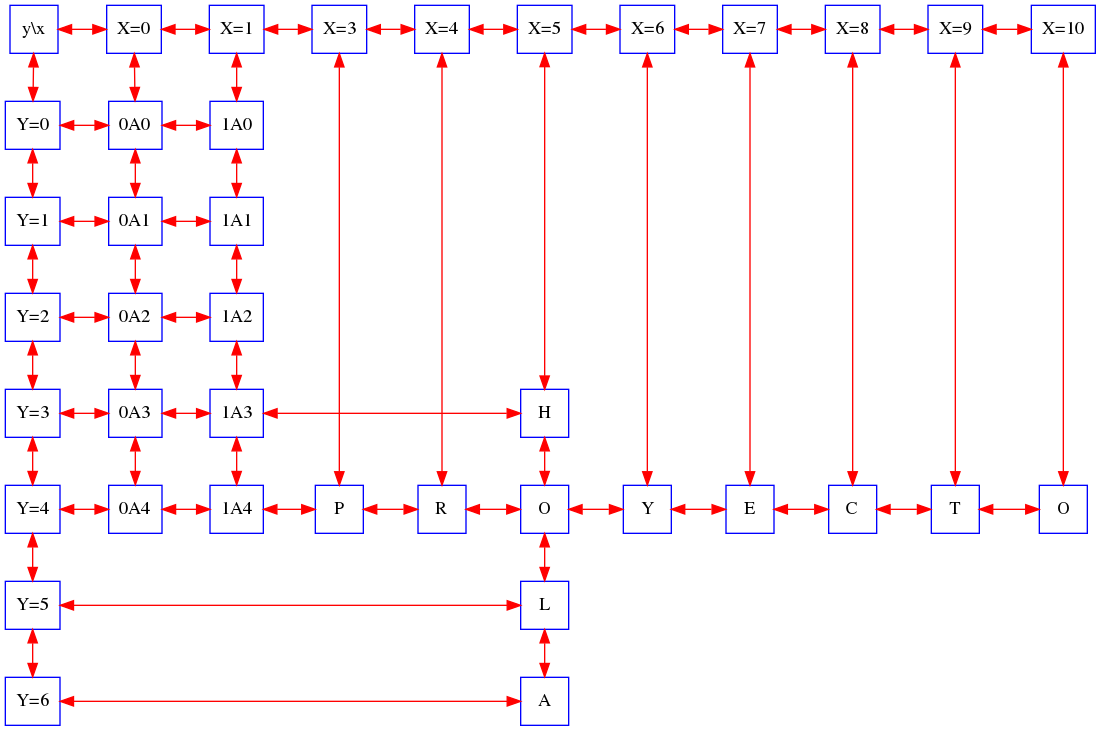 y\x X=0 X=1 X=3 X=4 X=5 X=6 X=7 X=8 X=9 X=10
Y=0 0A0 1A0
Y=1 0A1 1A1
Y=2 0A2 1A2
Y=3 0A3 1A3 H
Y=4 0A4 1A4 P R O Y E C T O
Y=5 L
Y=6 A